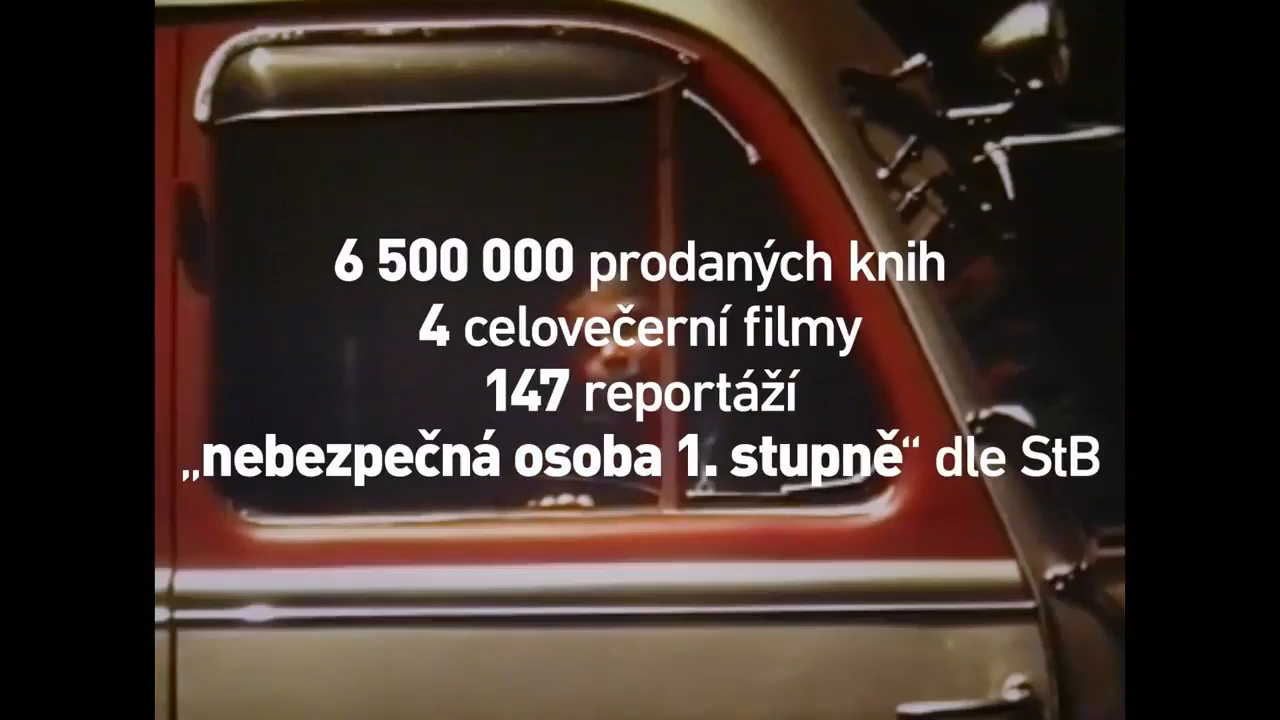 6 500 000 prodaných knih
4 celovečerní filmy
147 reportáží
„nebezpečná osoba 1. stupně“ dle StB